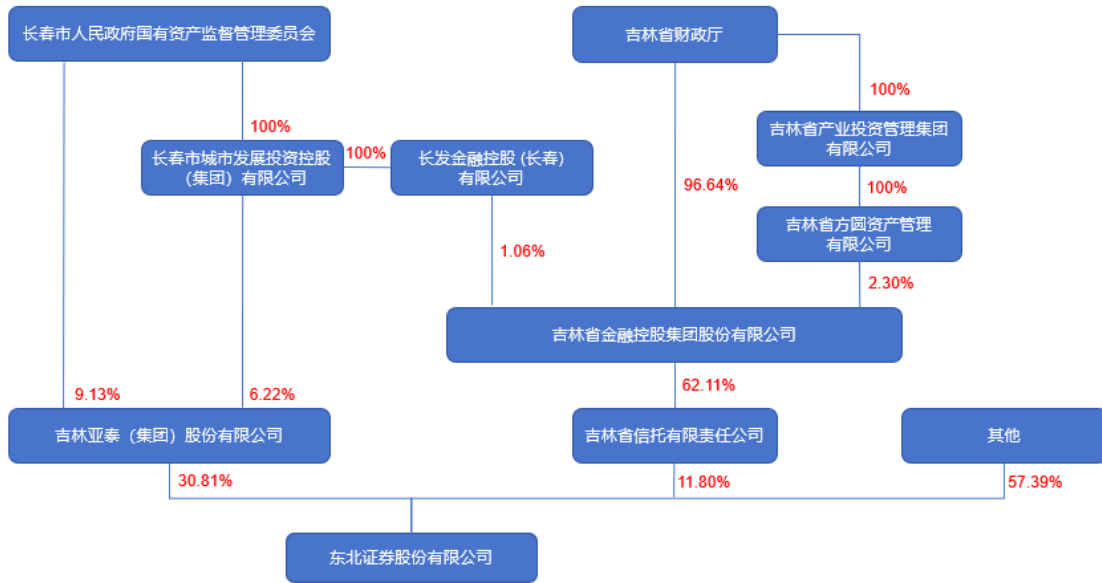 长春市人民政府国有资产监督管理委员会
吉林省财政厅
100%
100%
吉林省产业投资管理集团
有限公司
长春市城市发展投资控股
(集团)有限公司
100%
长发金融控股 (长春)
有限公司
96.64%
100%
吉林省方圆资产管理
有限公司
1.06%
2.30%
吉林省金融控股集团股份有限公司
9.13%
6.22%
62.11%
吉林亚泰（集团）股份有限公司
吉林省信托有限责任公司
其他
30.81%
11.80%
57.39%
东北证券股份有限公司